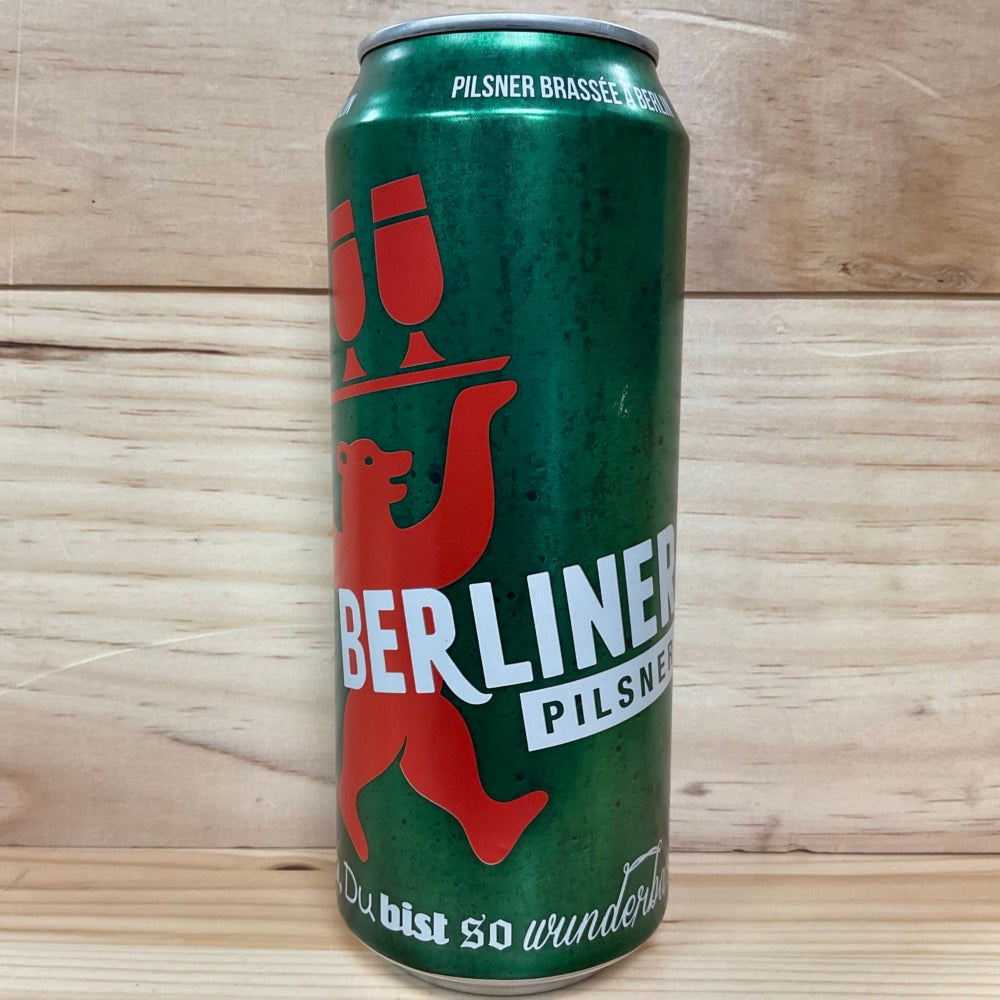 PILSNER BRASSÉE À BERLIN
BERLINER
PILSNER
Du bist so